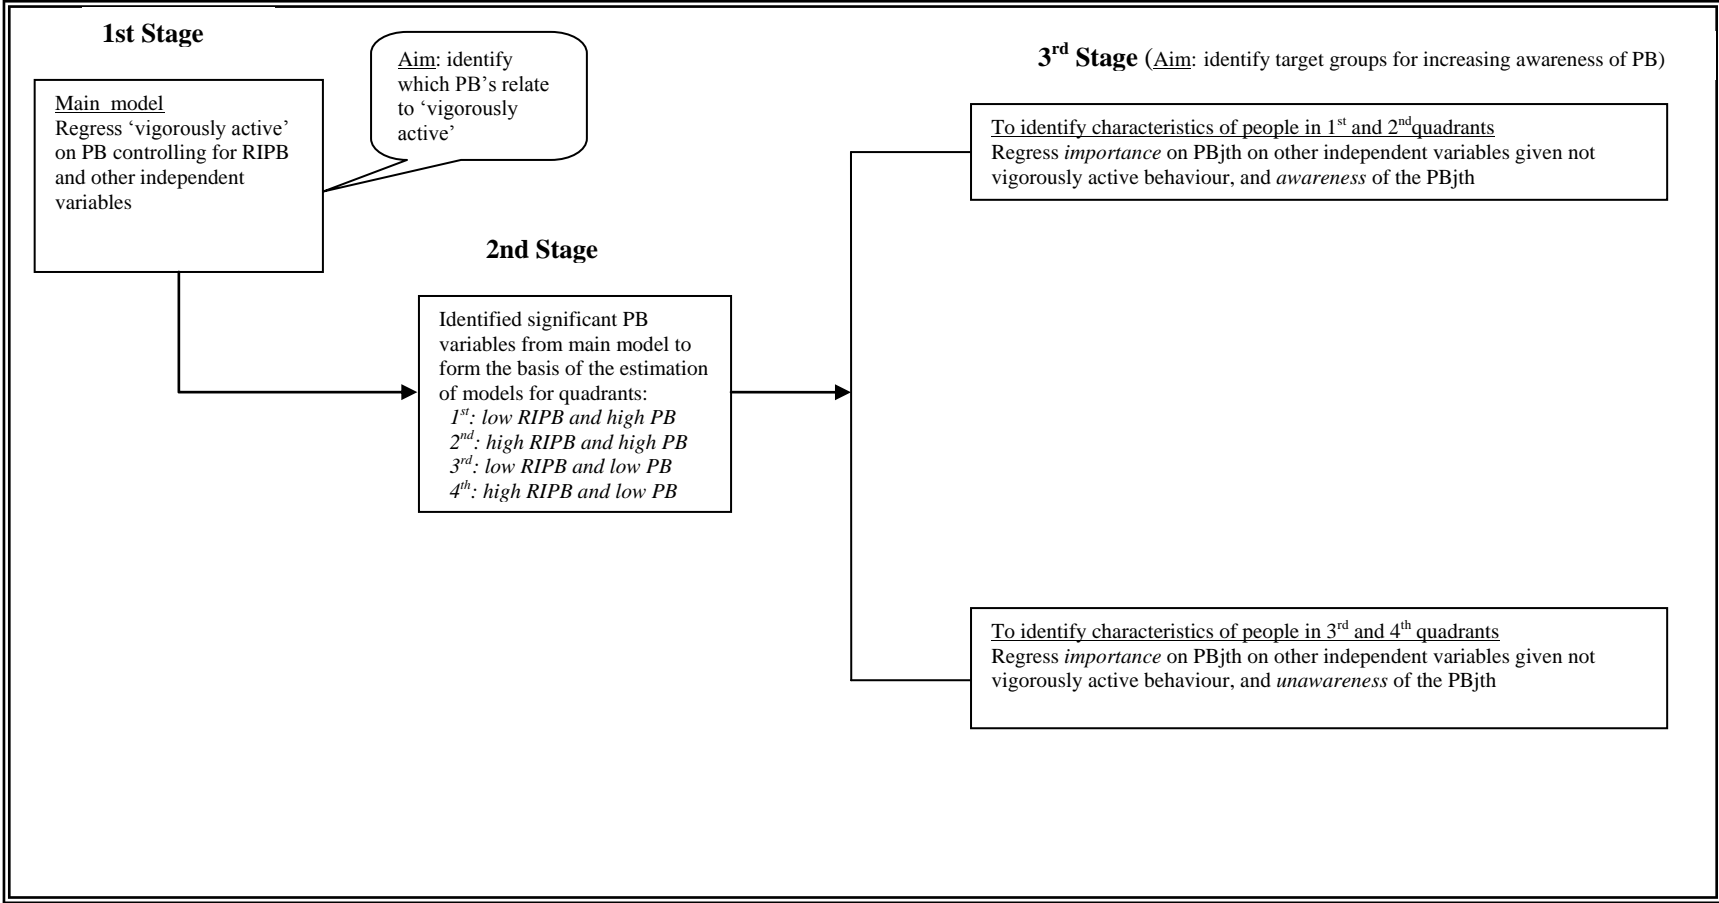 1st Stage
Main model
Regress ‘vigorously active’
on PB controlling for RIPB
and other independent
variables
Aim: identify
which PB’s relate
to ‘vigorously
active’
2nd Stage
Identified significant PB
variables from main model to
form the basis of the estimation
of models for quadrants:
1st: low RIPB and high PB
2nd: high RIPB and high PB
3rd: low RIPB and low PB
4th: high RIPB and low PB
3rd Stage (Aim: identify target groups for increasing awareness of PB)
To identify characteristics of people in 1st and 2ndquadrants
Regress importance on PBjth on other independent variables given not
vigorously active behaviour, and awareness of the PBjth
To identify characteristics of people in 3rd and 4th quadrants
Regress importance on PBjth on other independent variables given not
vigorously active behaviour, and unawareness of the PBjth